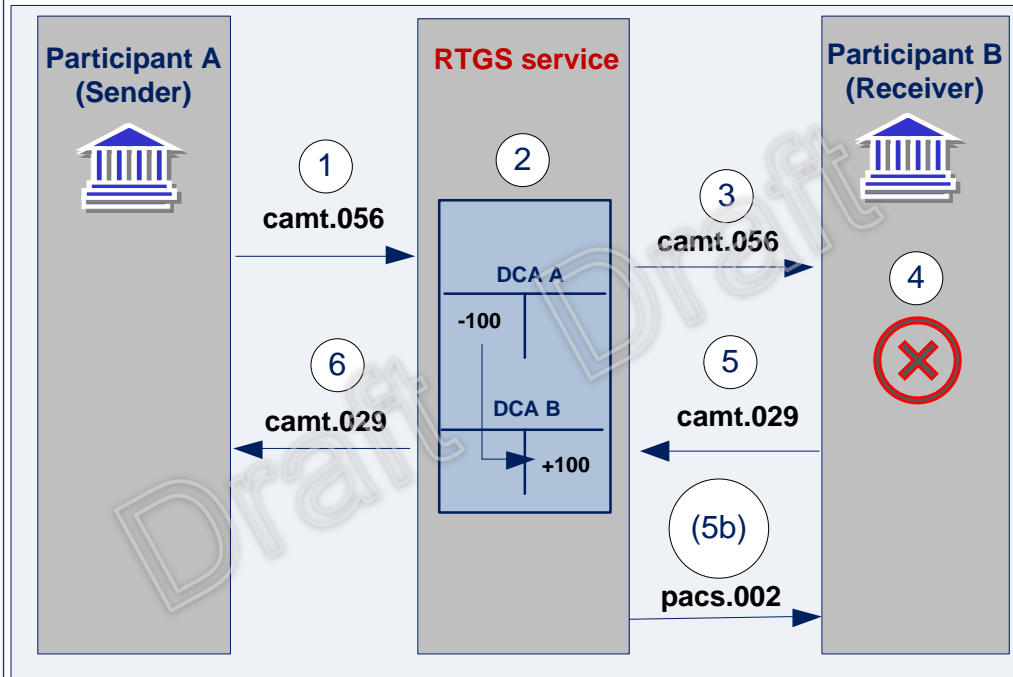 Participant A
(Sender)
RTGS service
Participant B
(Receiver)
1
camt.056
2
3
camt.056
DCA A
-100
4
6
camt.029
5
camt.029
DCA B
+100
(5b)
pacs.002
Draft
Draft